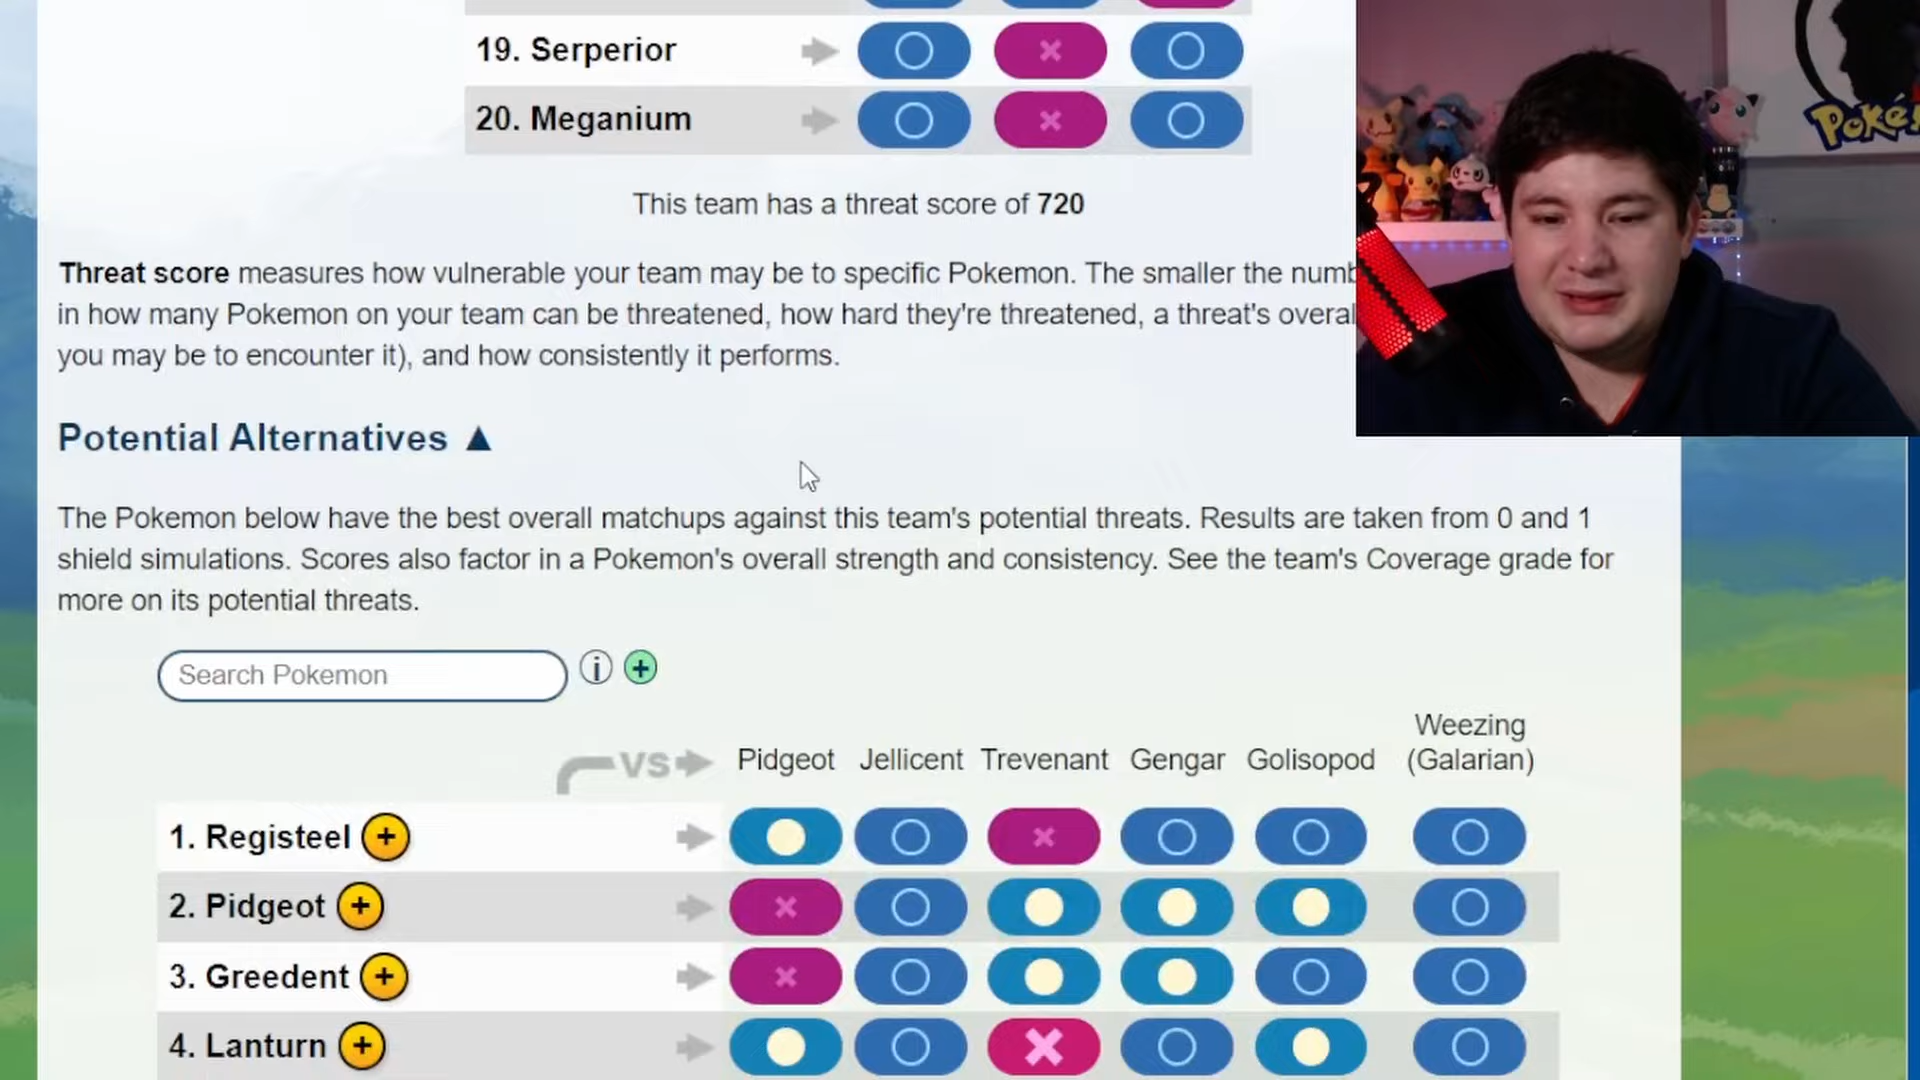 19. Serperior
20. Meganium
This team has a threat score of 720
Threat score measures how vulnerable your team may be to specific Pokemon. The smaller the
in how many Pokemon on your team can be threatened, how hard they're threatened, a threat's
you may be to encounter it), and how consistently it performs.
Potential Alternatives ▲
The Pokemon below have the best overall matchups against this team's potential threats. Results are taken from 0 and 1
shield simulations. Scores also factor in a Pokemon's overall strength and consistency. See the team's Coverage grade for
more on its potential threats.
Search Pokemon i +
VS Pidgeot Jellicent Trevenant Gengar Golisopod Weezing
(Galarian)
1. Registeel +
2. Pidgeot +
3. Greedent +
4. Lanturn +